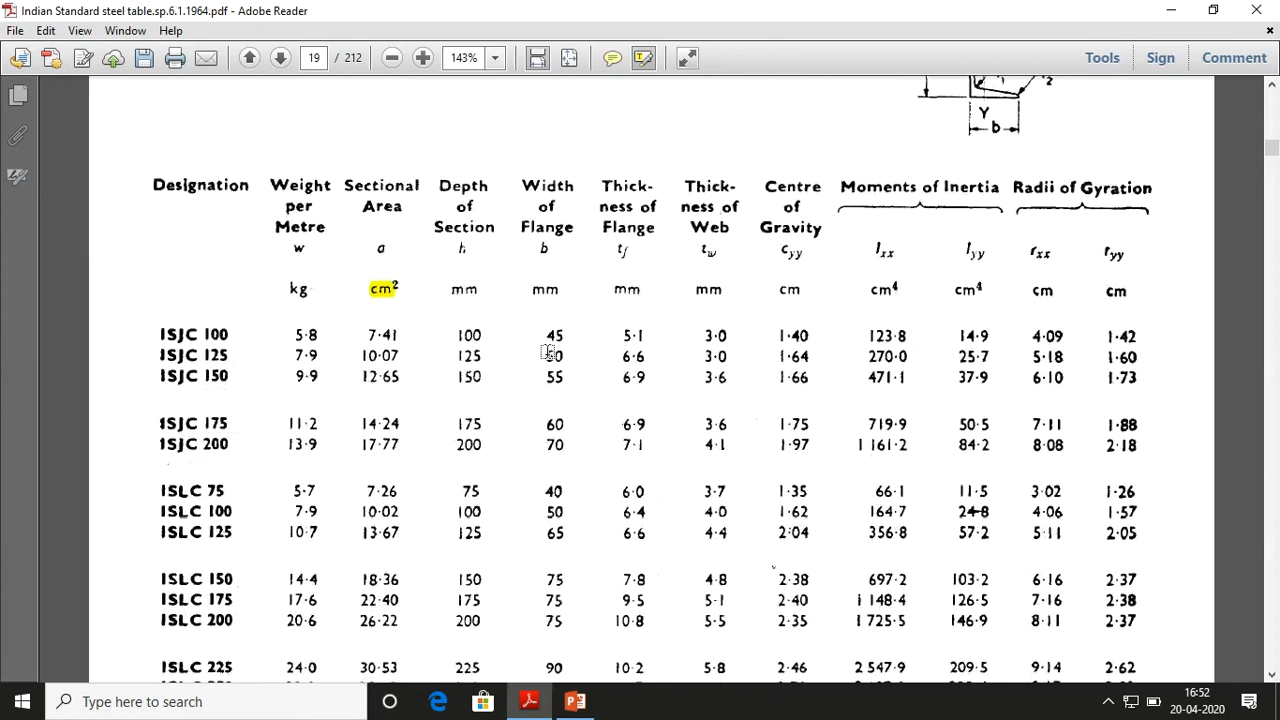 Indian Standard steel table.sp.6.1.1964.pdf - Adobe Reader
File Edit View Window Help
19 / 212 143% Tools Sign Comment
r2
Y
b
Designation Weight per Metre Sectional Area Depth of Section Width of Flange Thick-ness of Flange Thick-ness of Web Centre of Gravity Moments of Inertia Radii of Gyration
w a h b tf tw cyy Ixx Iyy rxx ryy
kg cm² mm mm mm mm cm cm⁴ cm⁴ cm cm
ISJC 100 5·8 7·41 100 45 5·1 3·0 1·40 123·8 14·9 4·09 1·42
ISJC 125 7·9 10·07 125 50 6·6 3·0 1·64 270·0 25·7 5·18 1·60
ISJC 150 9·9 12·65 150 55 6·9 3·6 1·66 471·1 37·9 6·10 1·73
ISJC 175 11·2 14·24 175 60 6·9 3·6 1·75 719·9 50·5 7·11 1·88
ISJC 200 13·9 17·77 200 70 7·1 4·1 1·97 1 161·2 84·2 8·08 2·18
ISLC 75 5·7 7·26 75 40 6·0 3·7 1·35 66·1 11·5 3·02 1·26
ISLC 100 7·9 10·02 100 50 6·4 4·0 1·62 164·7 24·8 4·06 1·57
ISLC 125 10·7 13·67 125 65 6·6 4·4 2·04 356·8 57·2 5·11 2·05
ISLC 150 14·4 18·36 150 75 7·8 4·8 2·38 697·2 103·2 6·16 2·37
ISLC 175 17·6 22·40 175 75 9·5 5·1 2·40 1 148·4 126·5 7·16 2·38
ISLC 200 20·6 26·22 200 75 10·8 5·5 2·35 1 725·5 146·9 8·11 2·37
ISLC 225 24·0 30·53 225 90 10·2 5·8 2·46 2 547·9 209·5 9·14 2·62
Type here to search
16:52
20-04-2020